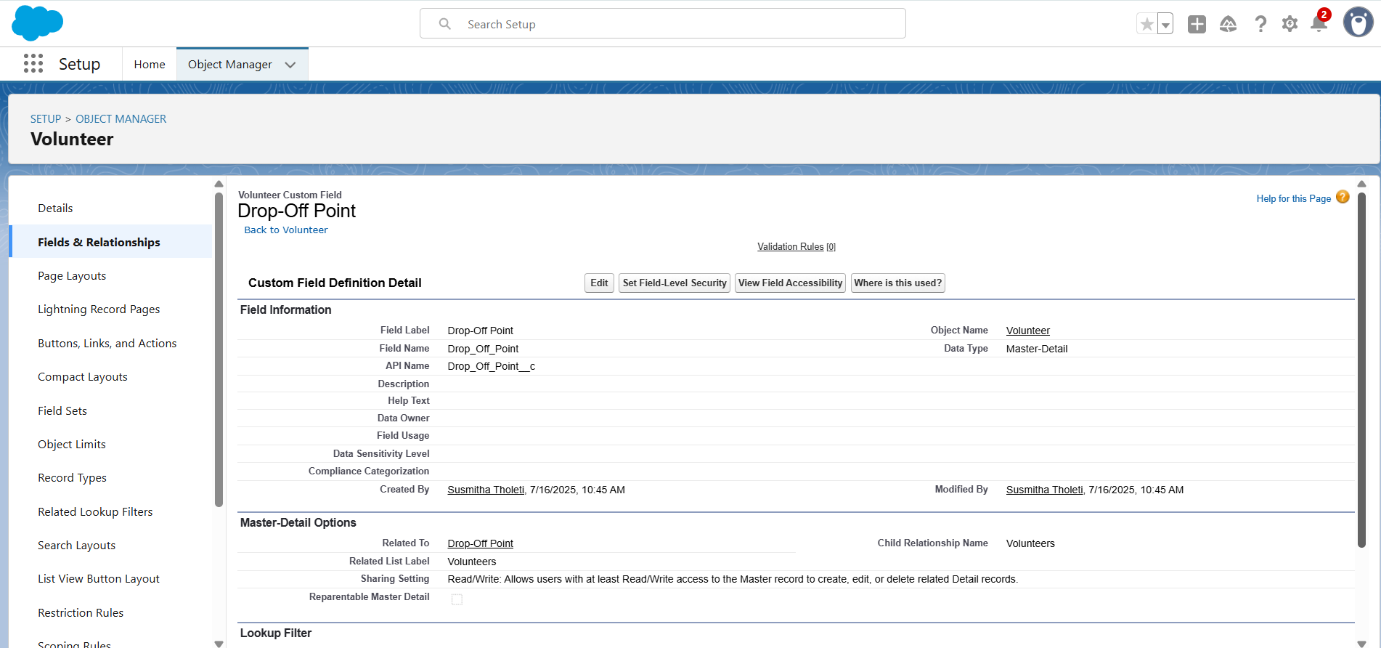 Search Setup
2
Setup
Home
Object Manager
SETUP > OBJECT MANAGER
Volunteer
Details
Fields & Relationships
Page Layouts
Lightning Record Pages
Buttons, Links, and Actions
Compact Layouts
Field Sets
Object Limits
Record Types
Related Lookup Filters
Search Layouts
List View Button Layout
Restriction Rules
Scoping Rules
Volunteer Custom Field
Drop-Off Point
Back to Volunteer
Help for this Page ?
Validation Rules [0]
Custom Field Definition Detail Edit Set Field-Level Security View Field Accessibility Where is this used?
Field Information
Field Label Drop-Off Point Object Name Volunteer
Field Name Drop_Off_Point Data Type Master-Detail
API Name Drop_Off_Point__c
Description
Help Text
Data Owner
Field Usage
Data Sensitivity Level
Compliance Categorization
Created By Susmitha Tholeti, 7/16/2025, 10:45 AM Modified By Susmitha Tholeti, 7/16/2025, 10:45 AM
Master-Detail Options
Related To Drop-Off Point Child Relationship Name Volunteers
Related List Label Volunteers
Sharing Setting Read/Write: Allows users with at least Read/Write access to the Master record to create, edit, or delete related Detail records.
Reparentable Master Detail
Lookup Filter